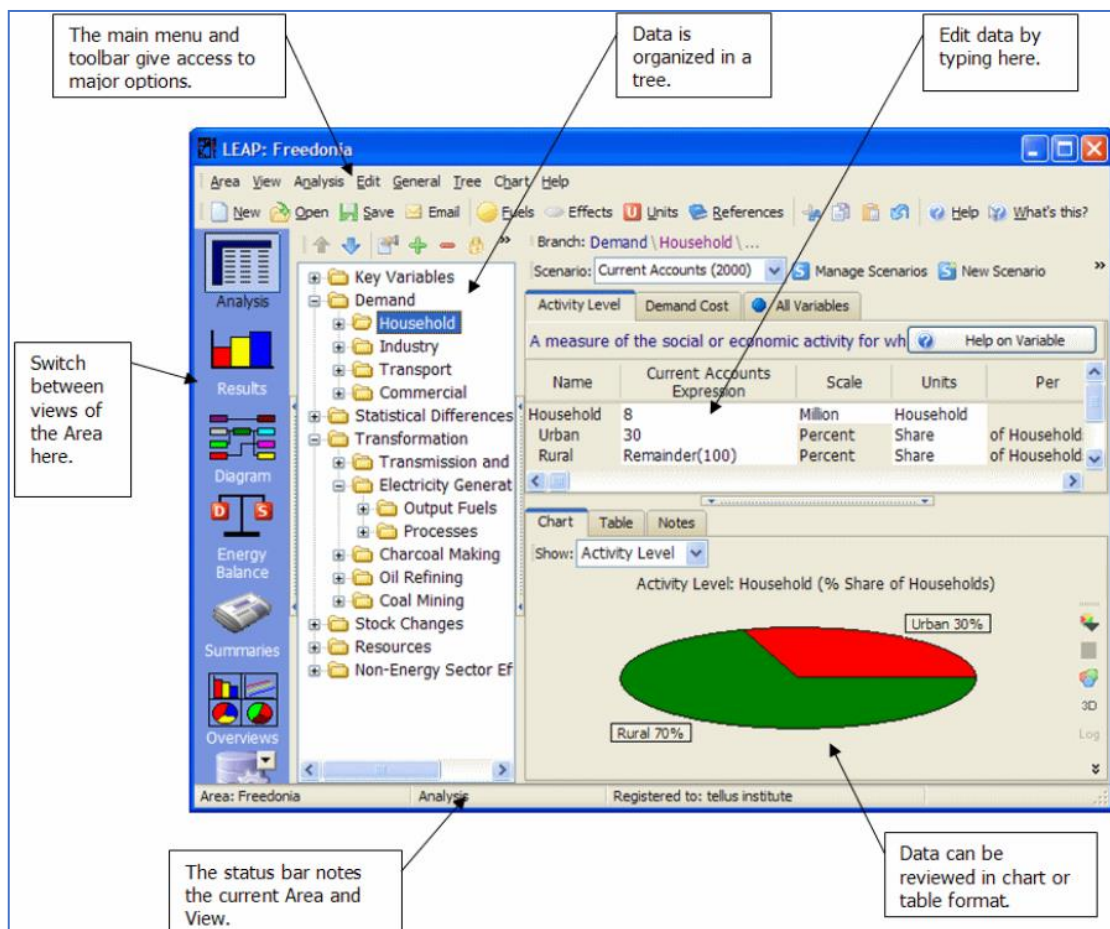 The main menu and
toolbar give access to
major options.
Data is
organized in a
tree.
Edit data by
typing here.
LEAP: Freedonia
Area View Analysis Edit General Tree Chart Help
New Open Save Email Fuels Effects Units References Help What's this?
Branch: Demand \ Household \ ...
Scenario: Current Accounts (2000) Manage Scenarios New Scenario
Activity Level Demand Cost All Variables
A measure of the social or economic activity for wh Help on Variable
Name Current Accounts Expression Scale Units Per
Household 8 Million Household
Urban 30 Percent Share of Household
Rural Remainder(100) Percent Share of Household
Chart Table Notes
Show: Activity Level
Activity Level: Household (% Share of Households)
Urban 30%
Rural 70%
3D
Log
Key Variables
Demand
Household
Industry
Transport
Commercial
Statistical Differences
Transformation
Transmission and
Electricity Generat
Output Fuels
Processes
Charcoal Making
Oil Refining
Coal Mining
Stock Changes
Resources
Non-Energy Sector Ef
Analysis
Results
Diagram
D S
Energy
Balance
Summaries
Overviews
Switch
between
views of
the Area
here.
Area: Freedonia Analysis Registered to: tellus institute
The status bar notes
the current Area and
View.
Data can be
reviewed in chart or
table format.